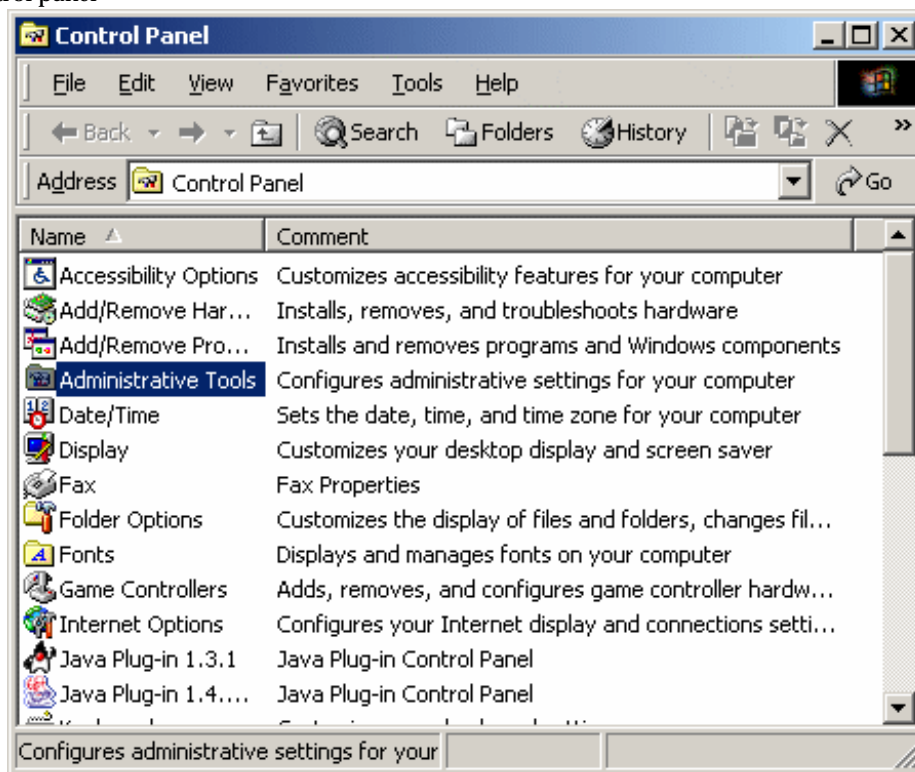 rol panel
Control Panel
File Edit View Favorites Tools Help
Back Search Folders History »
Address Control Panel Go
Name Comment
Accessibility Options Customizes accessibility features for your computer
Add/Remove Har... Installs, removes, and troubleshoots hardware
Add/Remove Pro... Installs and removes programs and Windows components
Administrative Tools Configures administrative settings for your computer
Date/Time Sets the date, time, and time zone for your computer
Display Customizes your desktop display and screen saver
Fax Fax Properties
Folder Options Customizes the display of files and folders, changes fil...
Fonts Displays and manages fonts on your computer
Game Controllers Adds, removes, and configures game controller hardw...
Internet Options Configures your Internet display and connections setti...
Java Plug-in 1.3.1 Java Plug-in Control Panel
Java Plug-in 1.4.... Java Plug-in Control Panel
Configures administrative settings for your